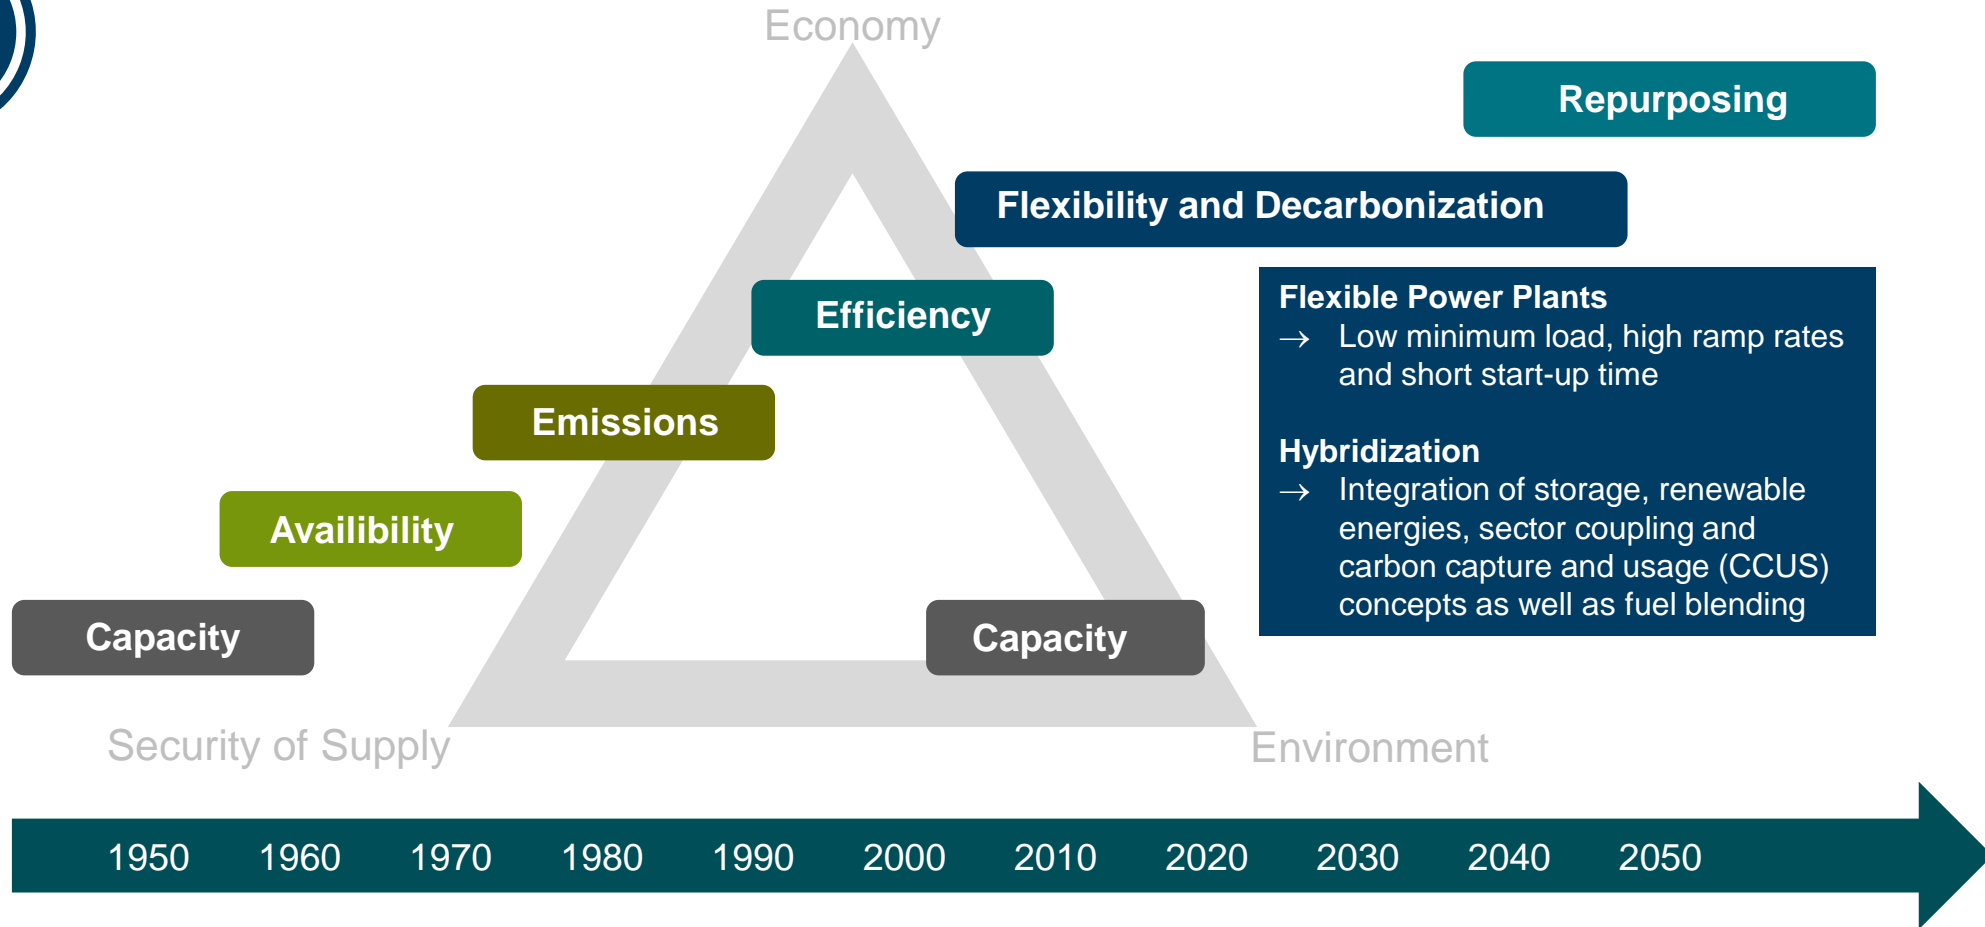 Economy
Repurposing
Flexibility and Decarbonization
Efficiency
Emissions
Availibility
Capacity
Capacity
Flexible Power Plants
→ Low minimum load, high ramp rates
and short start-up time
Hybridization
→ Integration of storage, renewable
energies, sector coupling and
carbon capture and usage (CCUS)
concepts as well as fuel blending
Security of Supply
Environment
1950 1960 1970 1980 1990 2000 2010 2020 2030 2040 2050